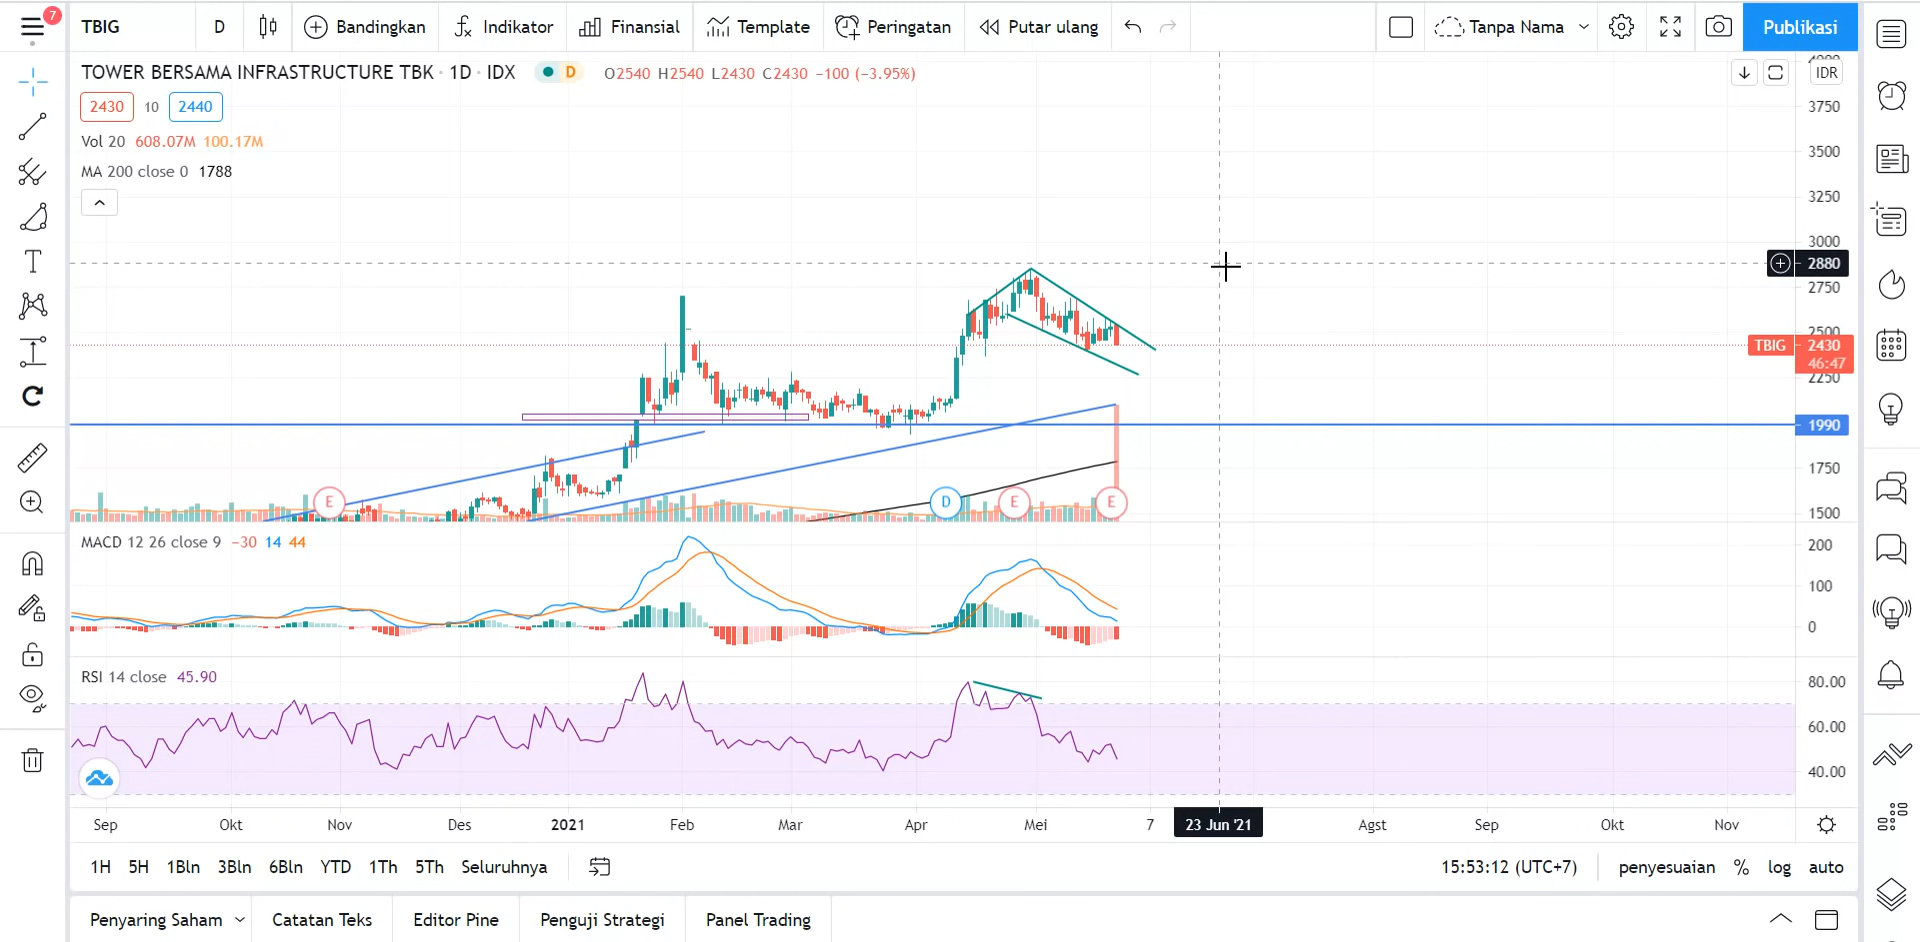 7
TBIG
D
Bandingkan
Indikator
Finansial
Template
Peringatan
Putar ulang
Tanpa Nama
Publikasi
TOWER BERSAMA INFRASTRUCTURE TBK · 1D · IDX
D
O2540 H2540 L2430 C2430 −100 (−3.95%)
IDR
2430 10 2440
Vol 20 608.07M 100.17M
MA 200 close 0 1788
4000
3750
3500
3250
3000
2880
2750
2500
TBIG 2430
46:47
2250
1990
1750
1500
E
D
E
E
MACD 12 26 close 9 −30 14 44
200
100
0
RSI 14 close 45.90
80.00
60.00
40.00
Sep Okt Nov Des 2021 Feb Mar Apr Mei 7 23 Jun '21 Agst Sep Okt Nov
1H 5H 1Bln 3Bln 6Bln YTD 1Th 5Th Seluruhnya
15:53:12 (UTC+7) penyesuaian % log auto
Penyaring Saham Catatan Teks Editor Pine Penguji Strategi Panel Trading